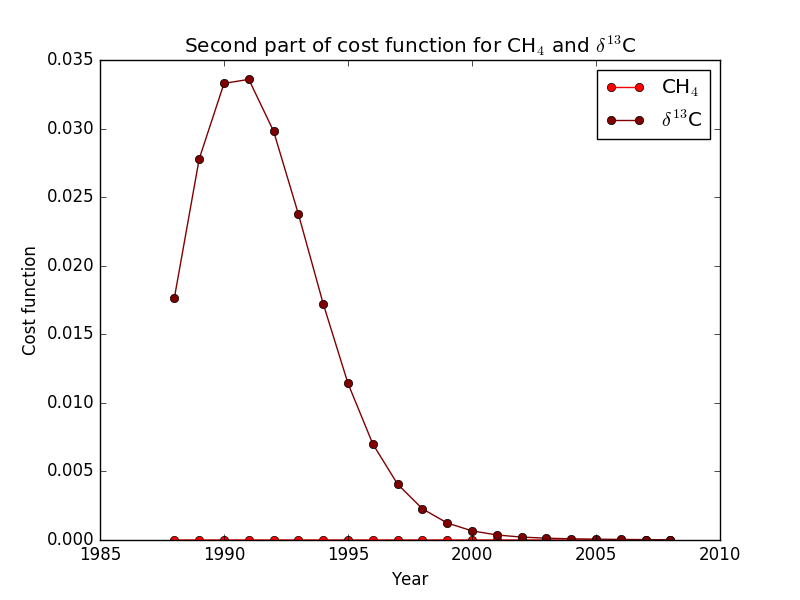 Second part of cost function for CH₄ and δ¹³C
0.035
0.030
0.025
0.020
0.015
0.010
0.005
0.000
Cost function
CH₄
δ¹³C
1985 1990 1995 2000 2005 2010
Year